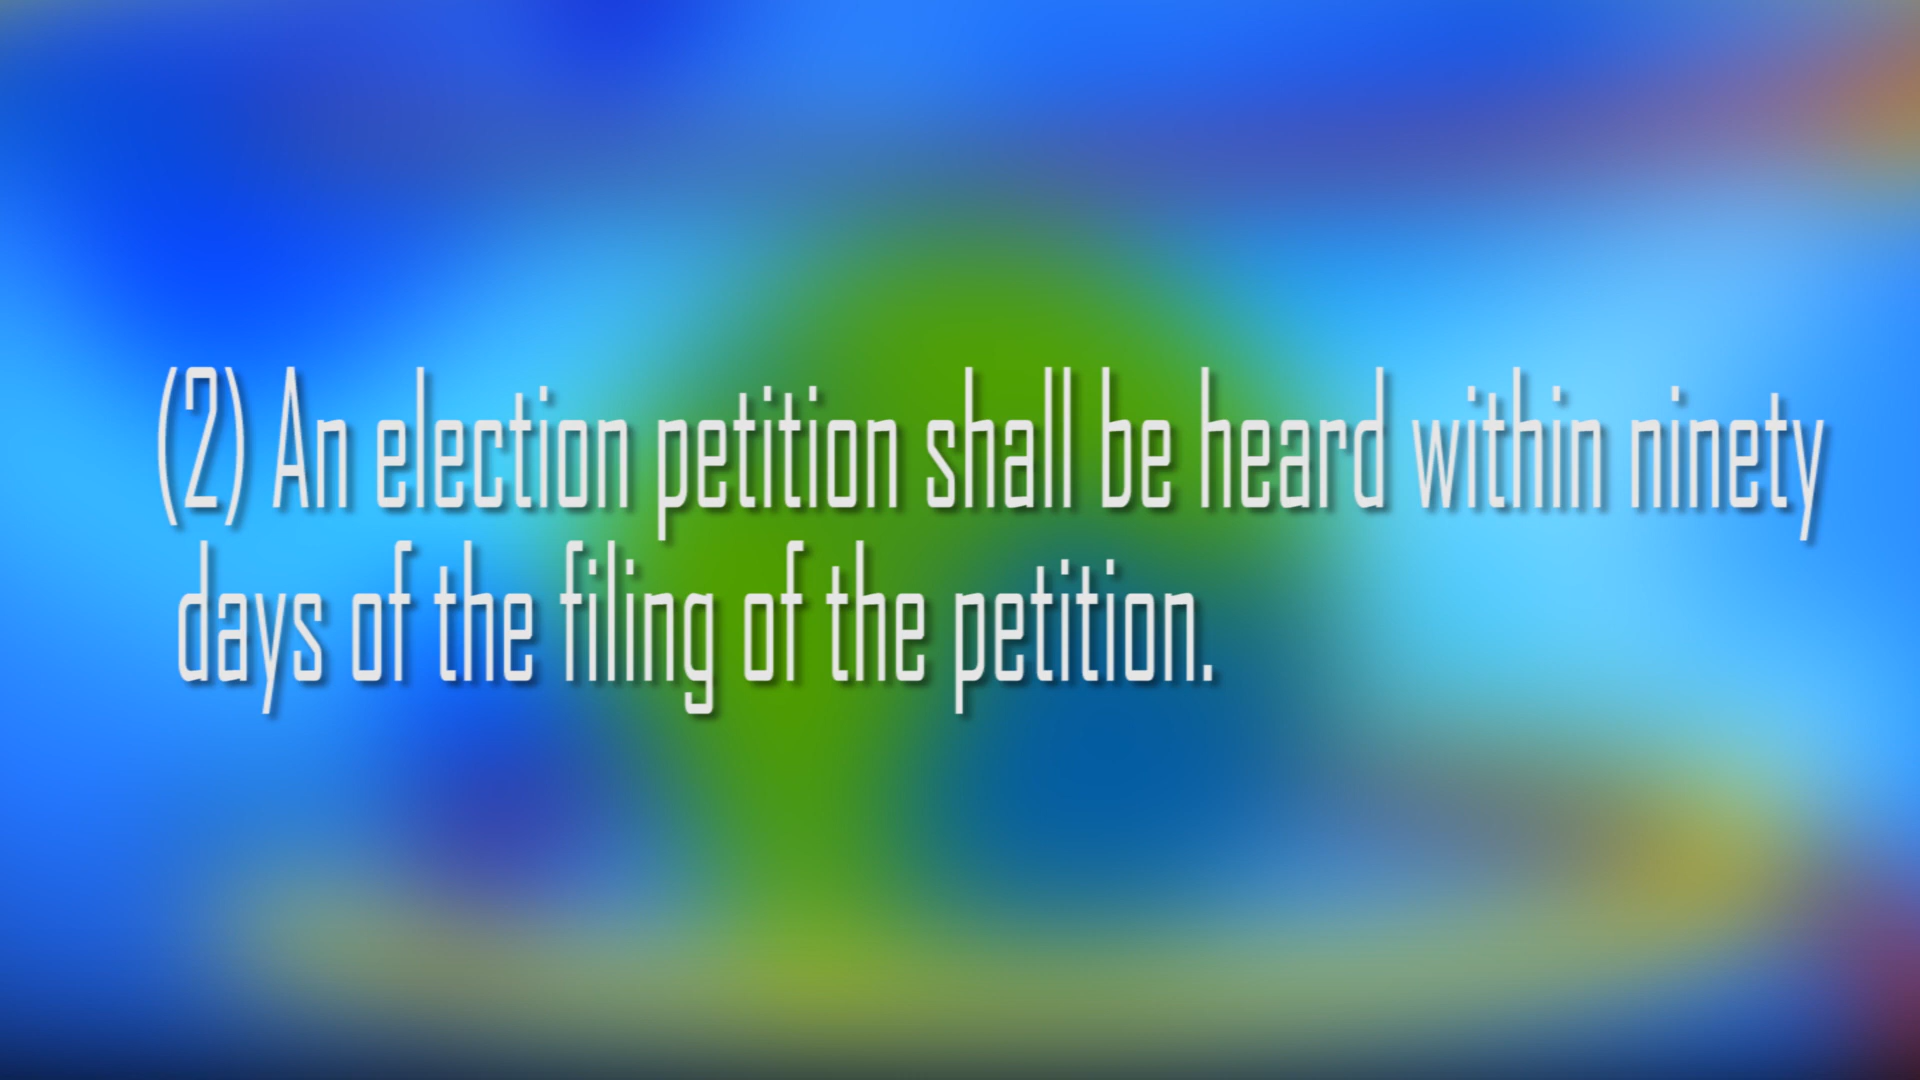 (2) An election petition shall be heard within ninety
days of the filing of the petition.